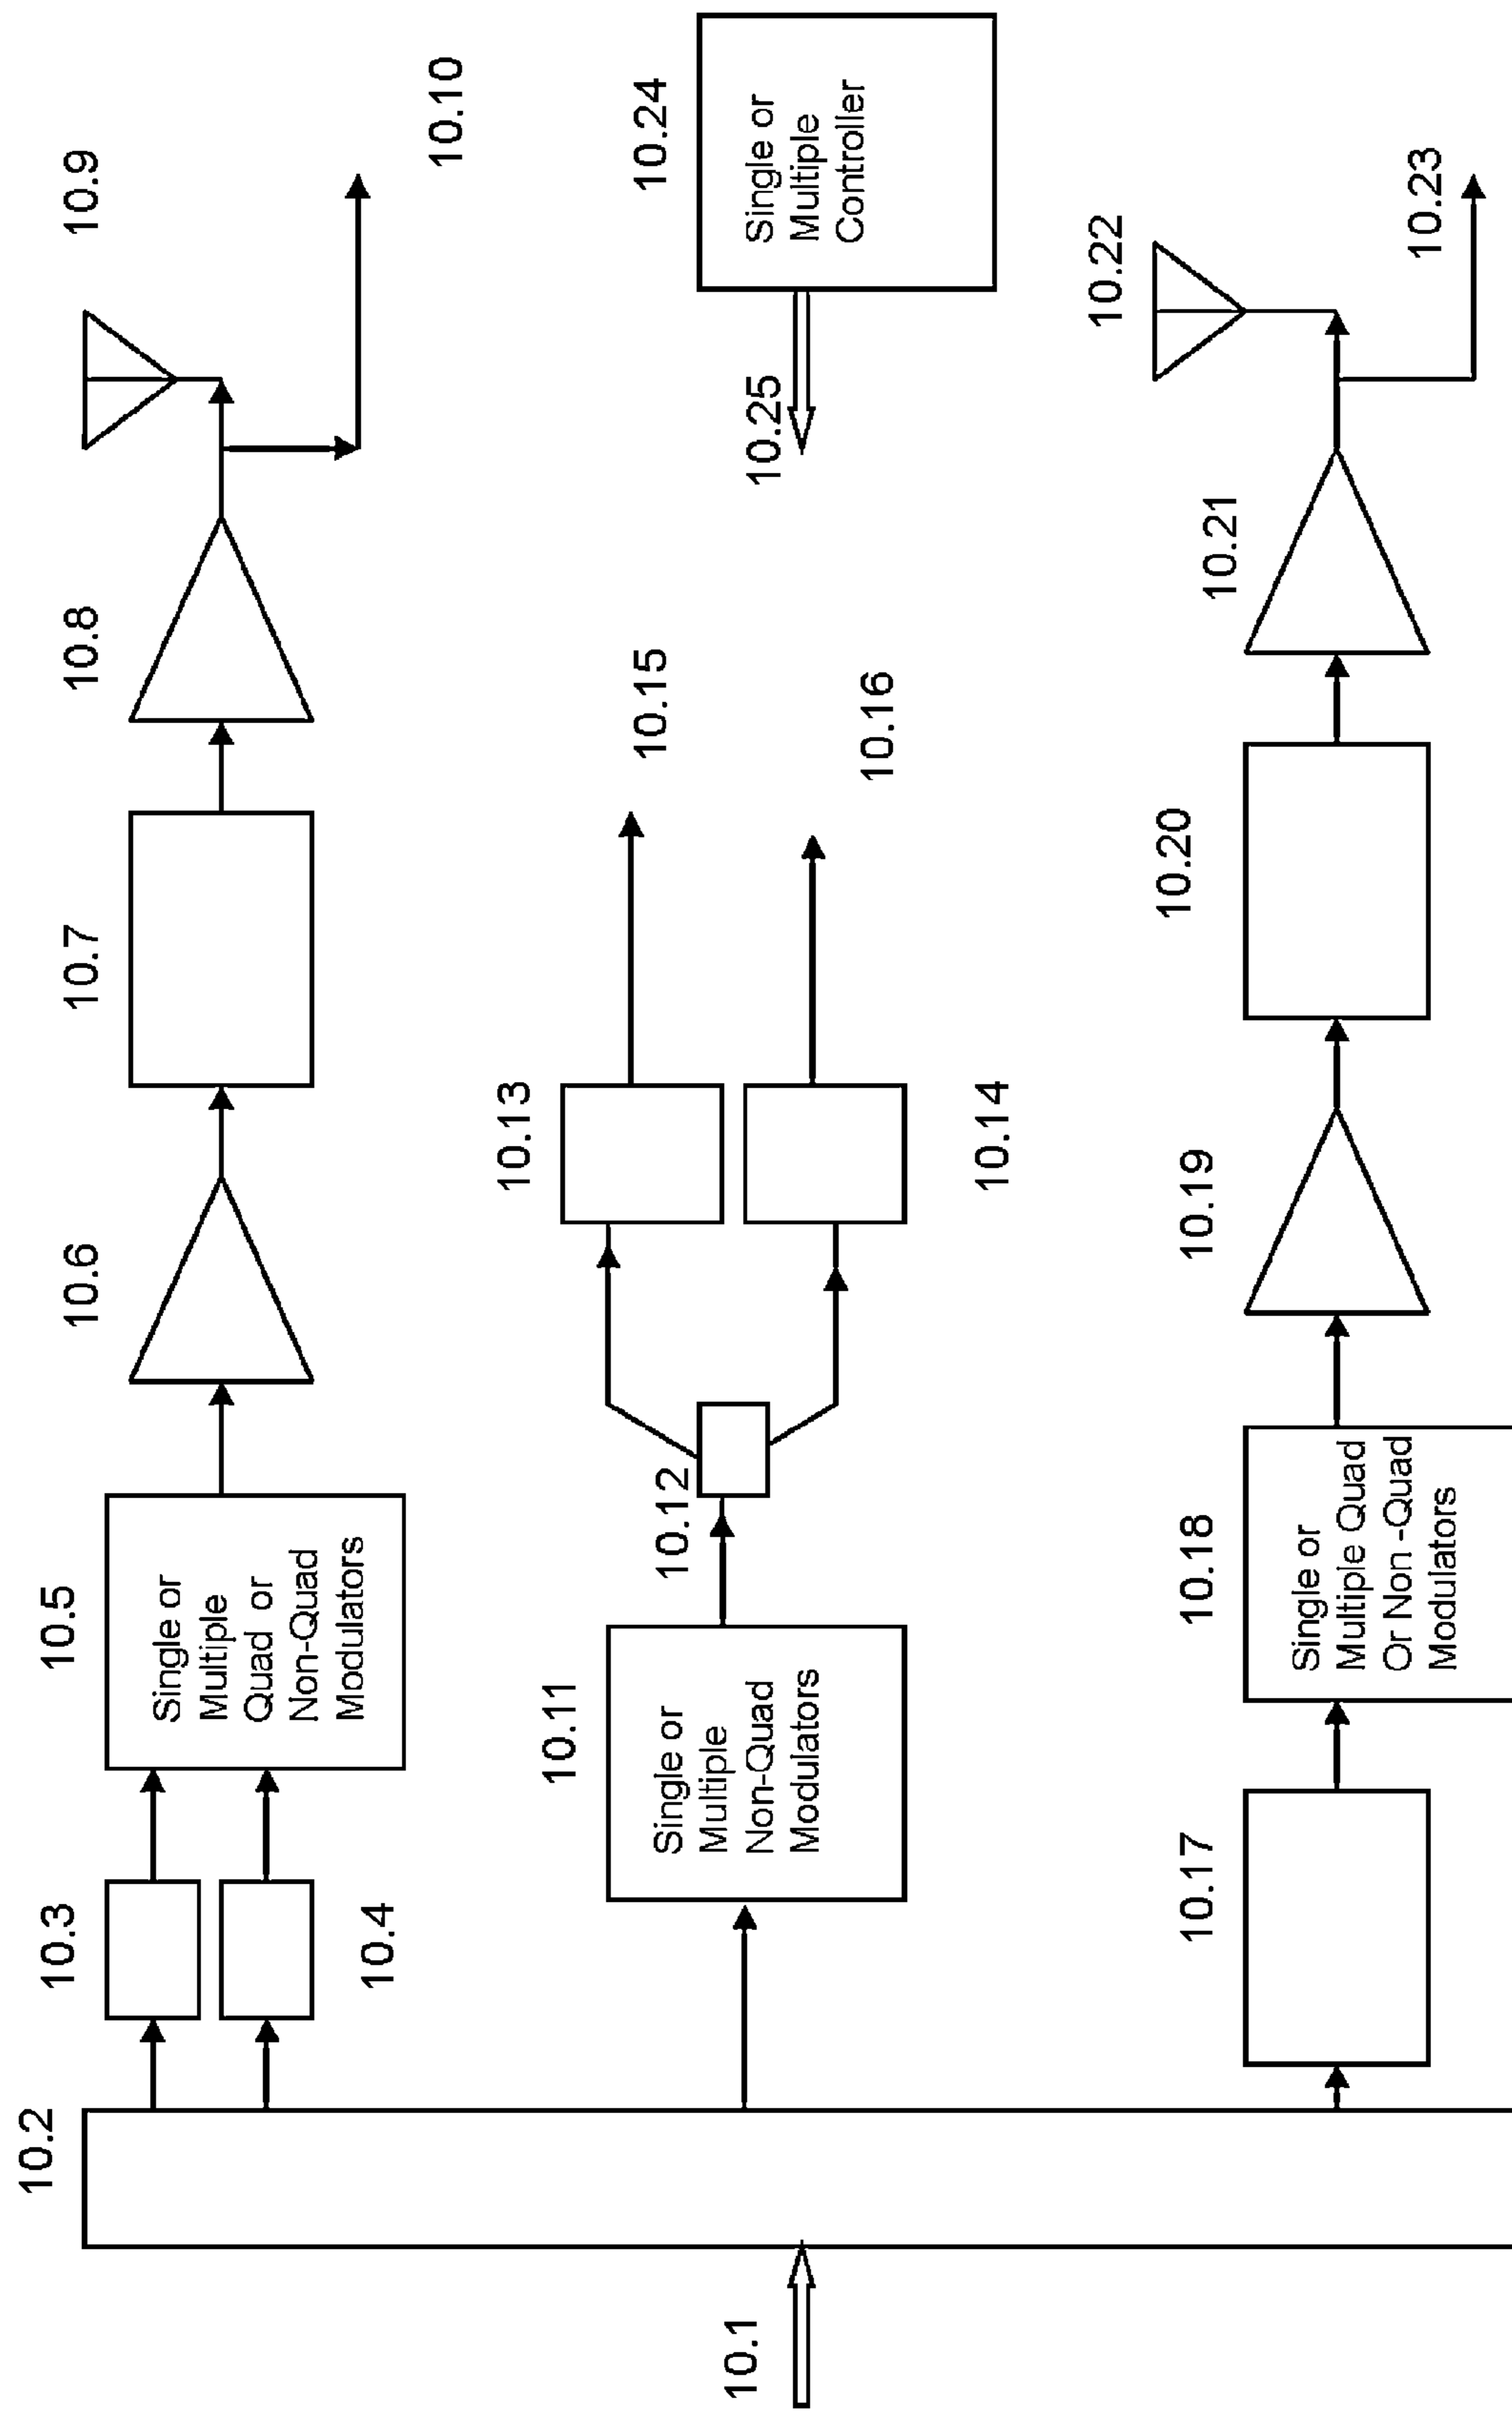 10.1
10.2
10.3
10.4
10.5
Single or
Multiple
Quad or
Non-Quad
Modulators
10.6
10.7
10.8
10.9
10.10
10.11
Single or
Multiple
Non-Quad
Modulators
10.12
10.13
10.14
10.15
10.16
10.17
10.18
Single or
Multiple Quad
Or Non -Quad
Modulators
10.19
10.20
10.21
10.22
10.23
10.24
Single or
Multiple
Controller
10.25